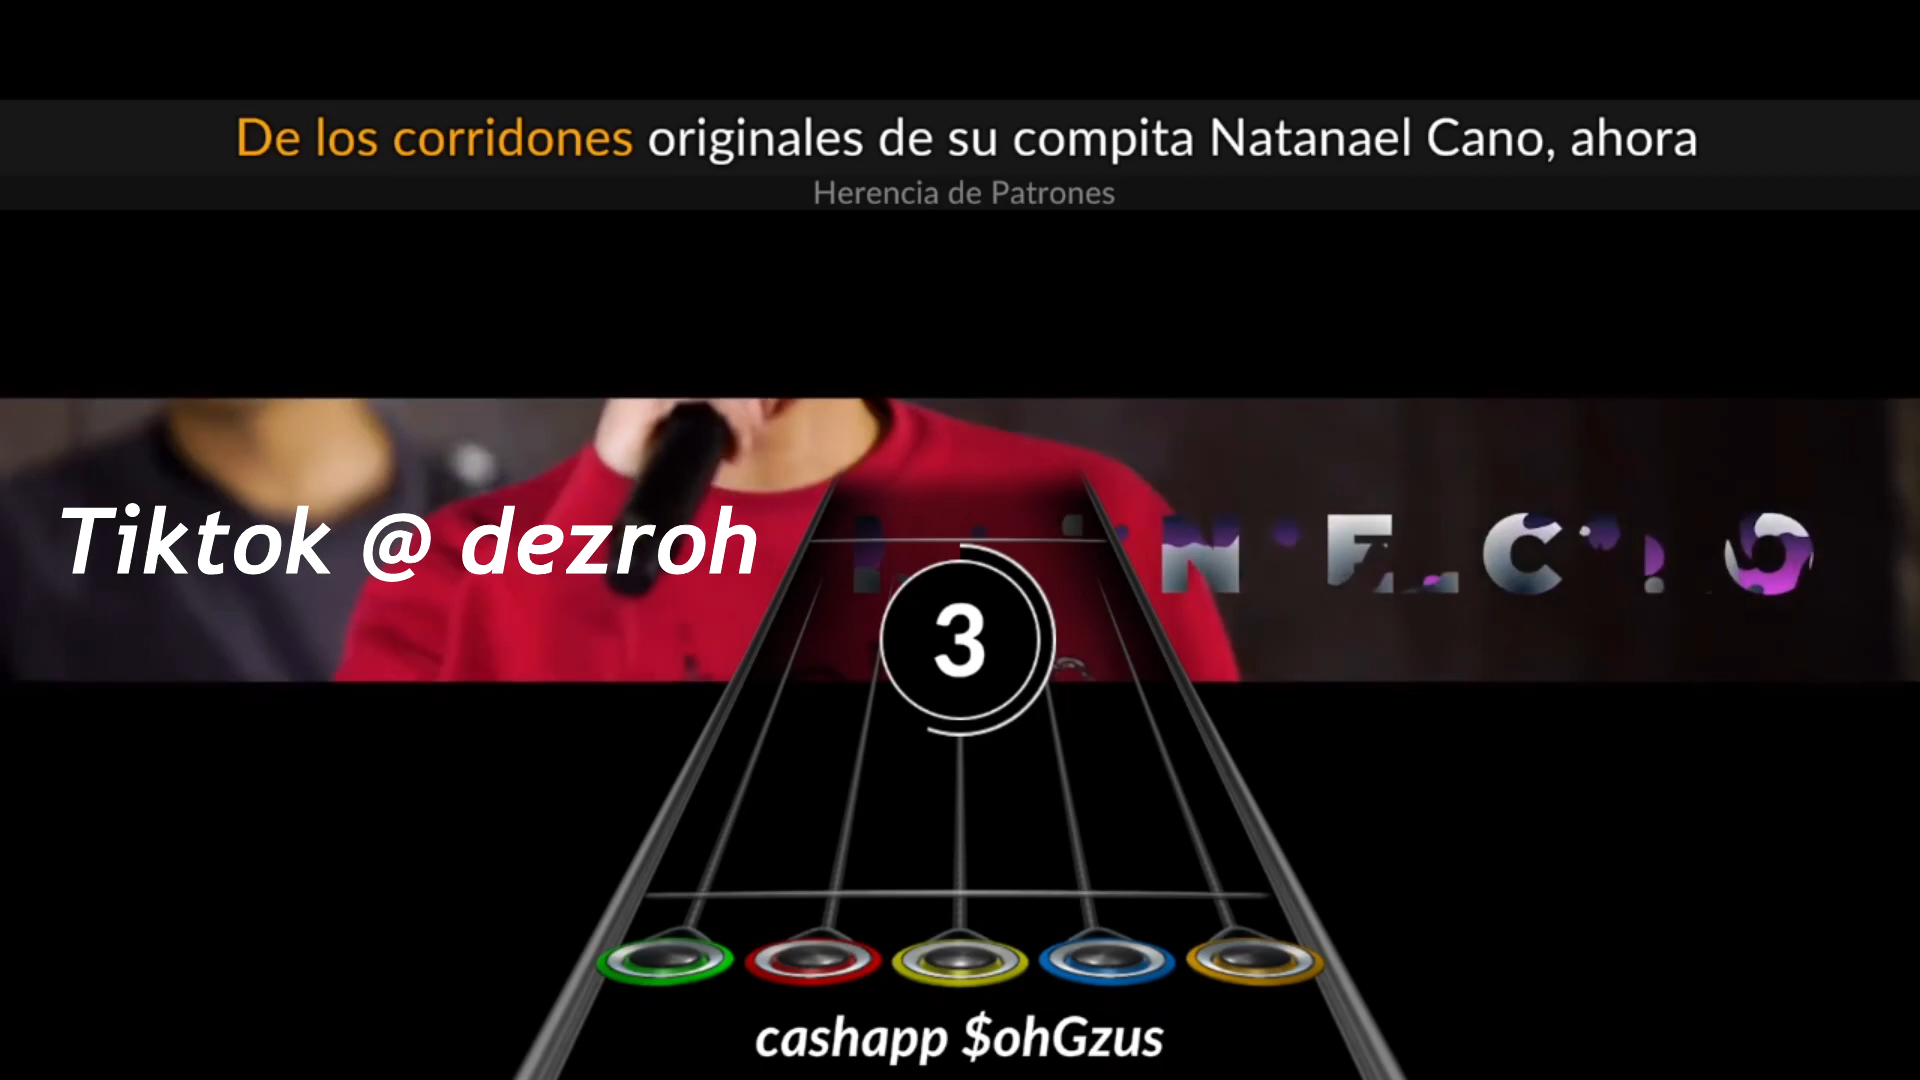 De los corridones originales de su compita Natanael Cano, ahora
Herencia de Patrones
Tiktok @ dezroh
3
cashapp $ohGzus